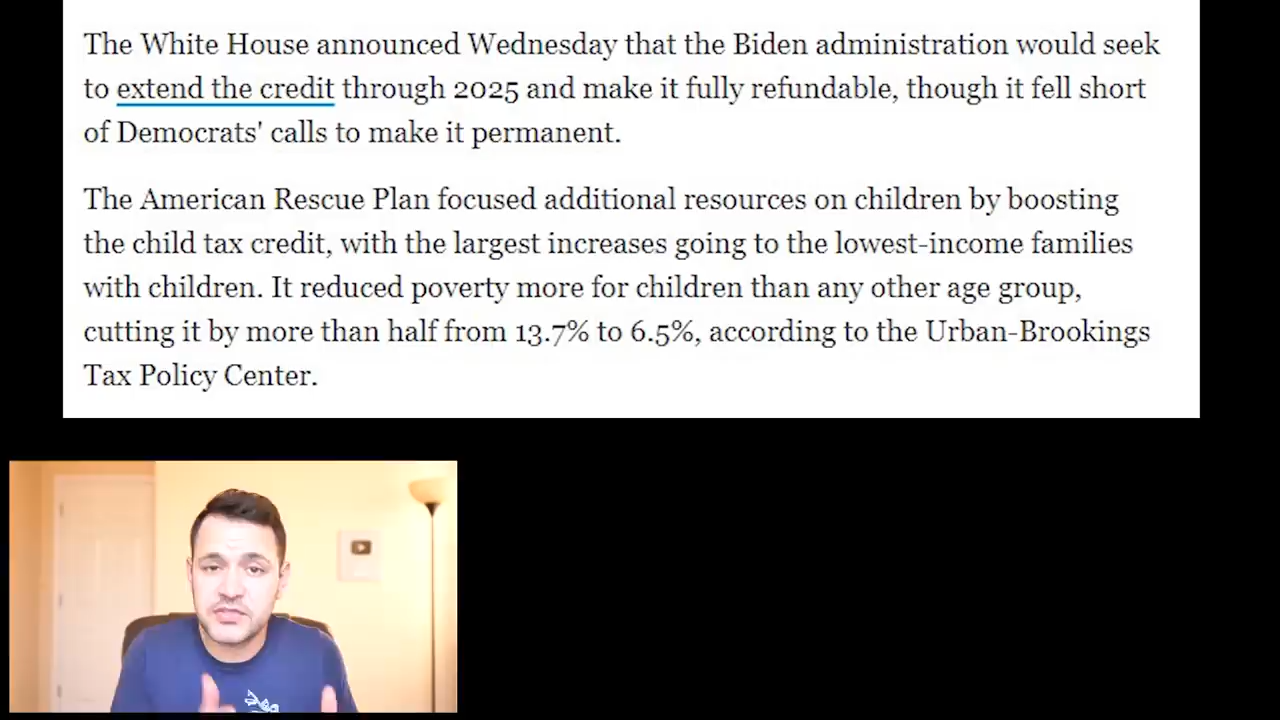 The White House announced Wednesday that the Biden administration would seek
to extend the credit through 2025 and make it fully refundable, though it fell short
of Democrats' calls to make it permanent.
The American Rescue Plan focused additional resources on children by boosting
the child tax credit, with the largest increases going to the lowest-income families
with children. It reduced poverty more for children than any other age group,
cutting it by more than half from 13.7% to 6.5%, according to the Urban-Brookings
Tax Policy Center.